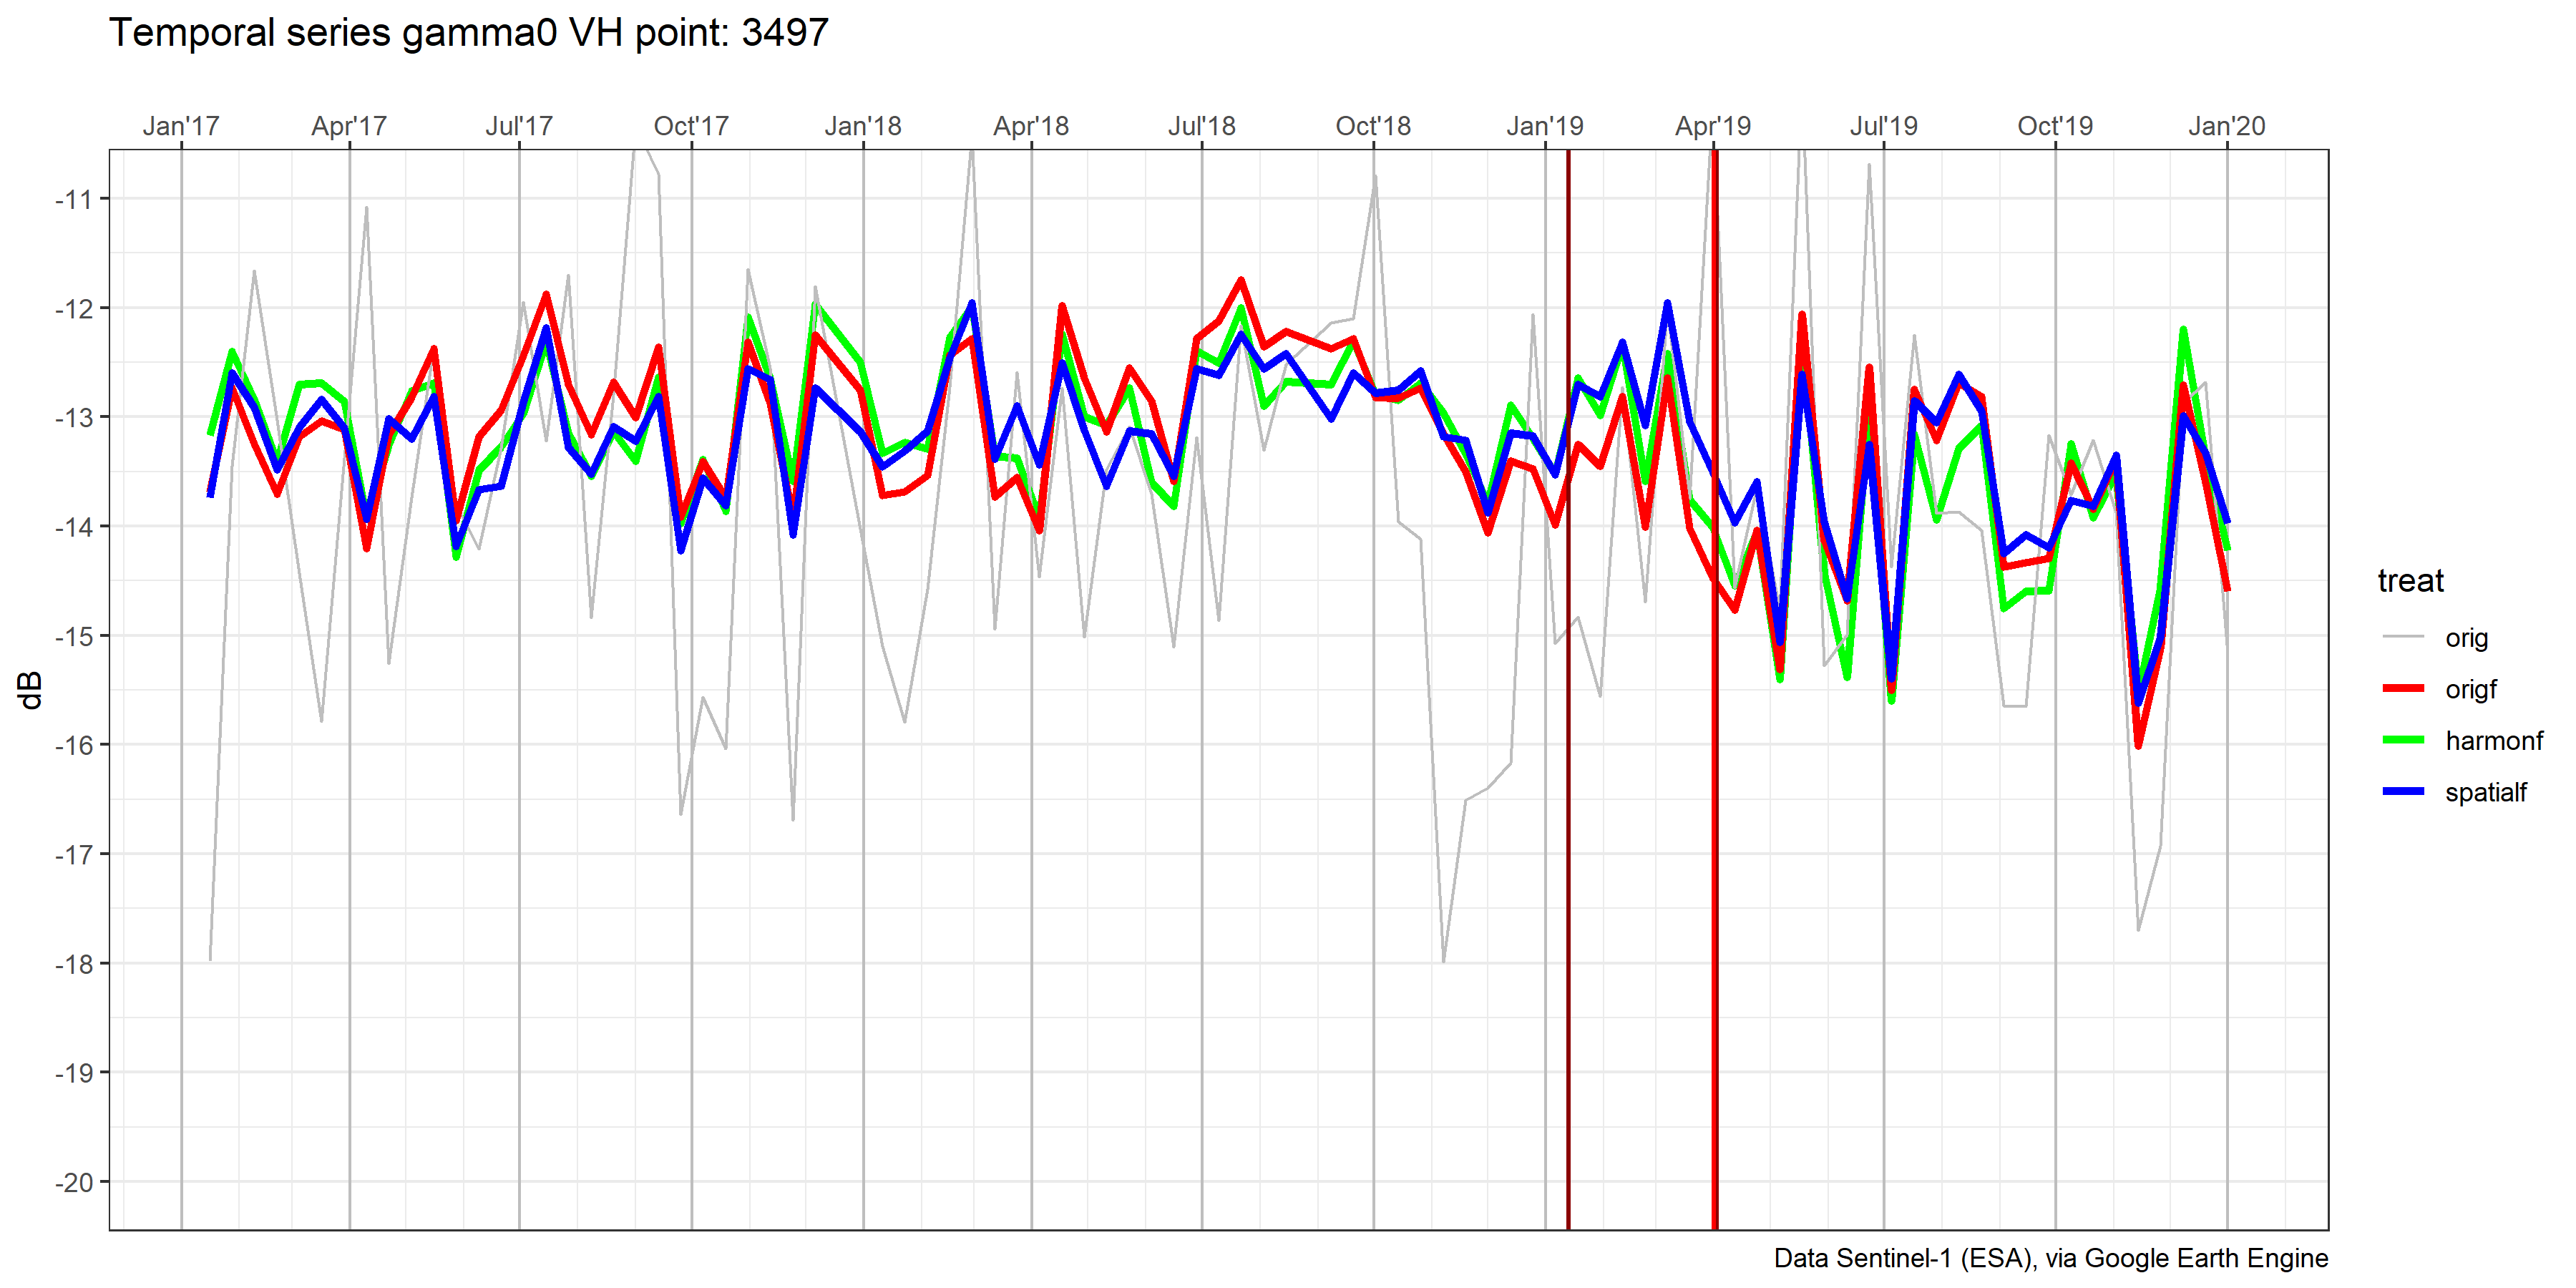 Temporal series gamma0 VH point: 3497
Jan'17 Apr'17 Jul'17 Oct'17 Jan'18 Apr'18 Jul'18 Oct'18 Jan'19 Apr'19 Jul'19 Oct'19 Jan'20
-11
-12
-13
-14
-15
-16
-17
-18
-19
-20
dB
treat
orig
origf
harmonf
spatialf
Data Sentinel-1 (ESA), via Google Earth Engine